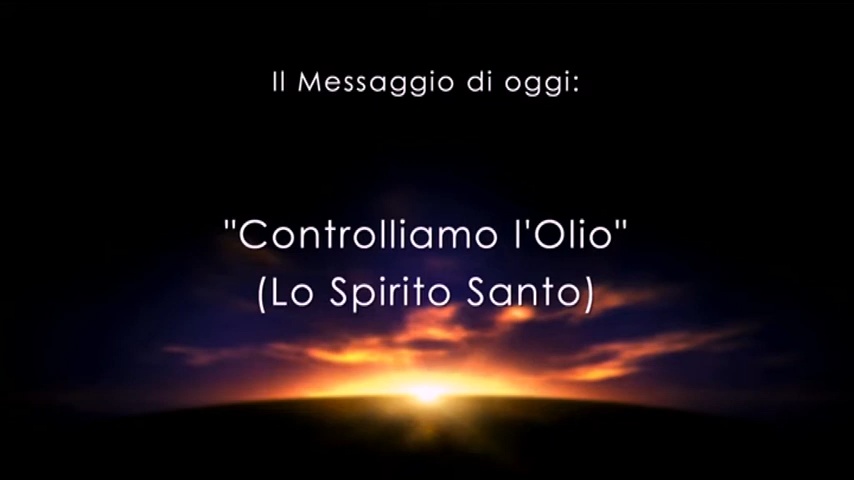 Il Messaggio di oggi:
"Controlliamo l'Olio"
(Lo Spirito Santo)